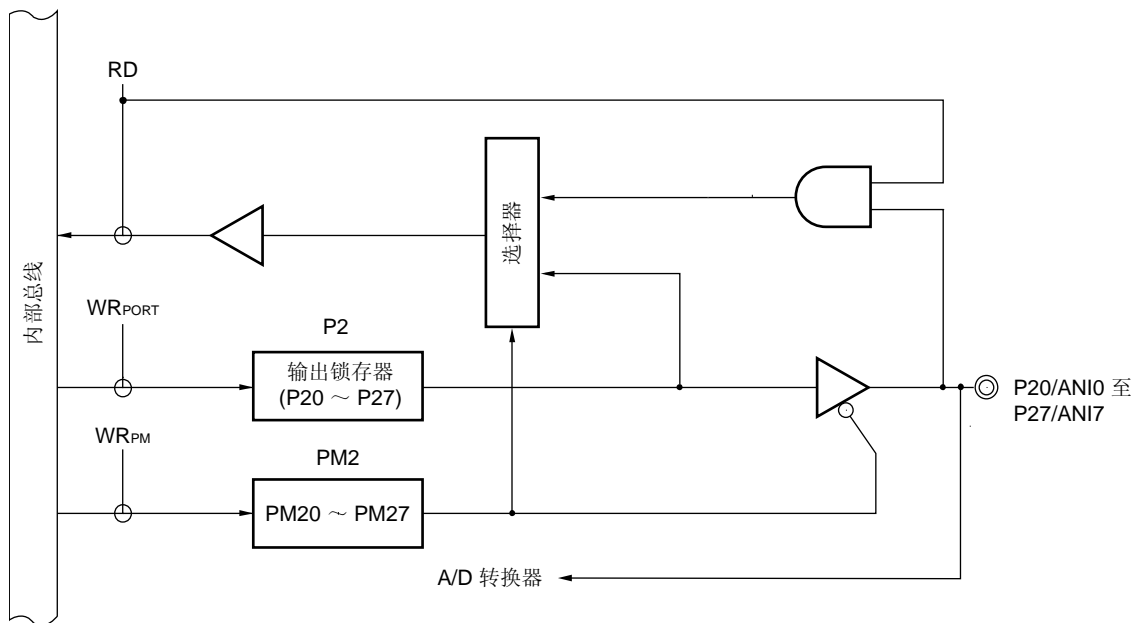 RD
选择器
内部总线
WRPORT
P2
输出锁存器
(P20 ～ P27)
P20/ANI0 至
P27/ANI7
WRPM
PM2
PM20 ～ PM27
A/D 转换器